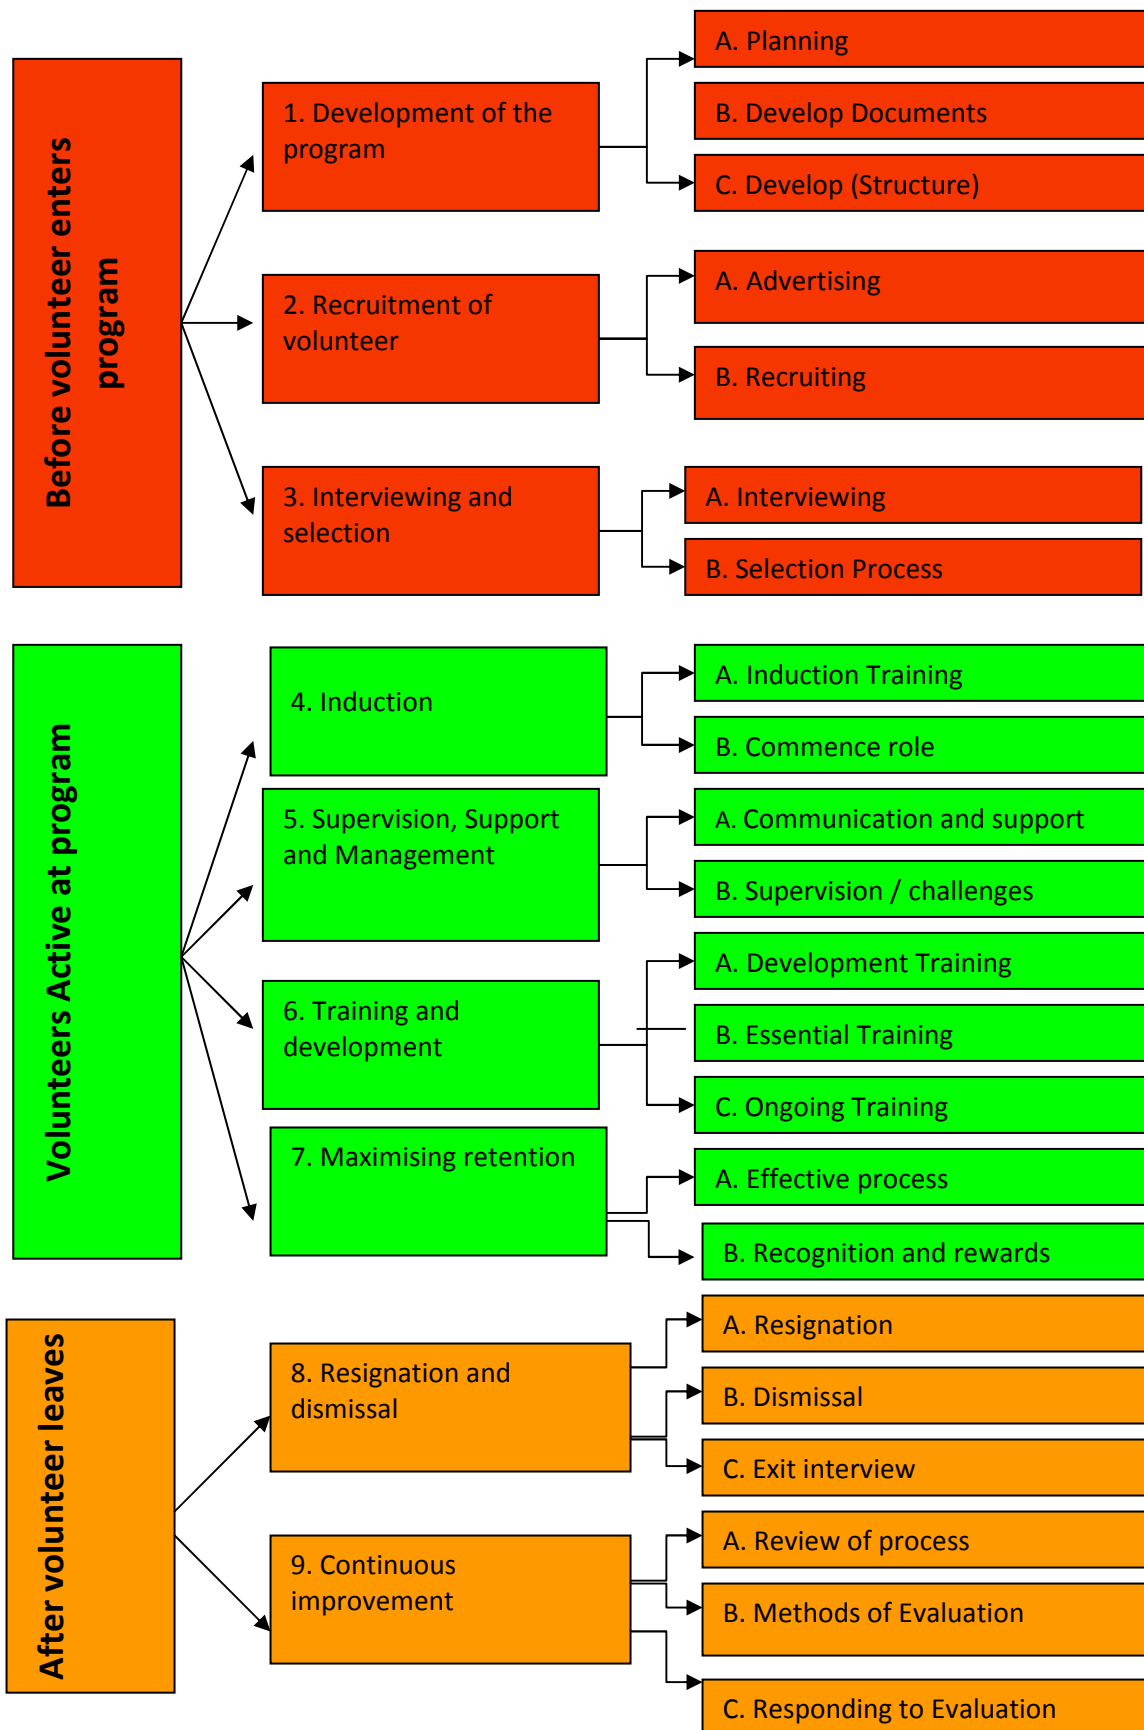 Before volunteer enters
program
1. Development of the
program
A. Planning
B. Develop Documents
C. Develop (Structure)
2. Recruitment of
volunteer
A. Advertising
B. Recruiting
3. Interviewing and
selection
A. Interviewing
B. Selection Process
Volunteers Active at program
4. Induction
A. Induction Training
B. Commence role
5. Supervision, Support
and Management
A. Communication and support
B. Supervision / challenges
6. Training and
development
A. Development Training
B. Essential Training
C. Ongoing Training
7. Maximising retention
A. Effective process
B. Recognition and rewards
After volunteer leaves
8. Resignation and
dismissal
A. Resignation
B. Dismissal
C. Exit interview
9. Continuous
improvement
A. Review of process
B. Methods of Evaluation
C. Responding to Evaluation